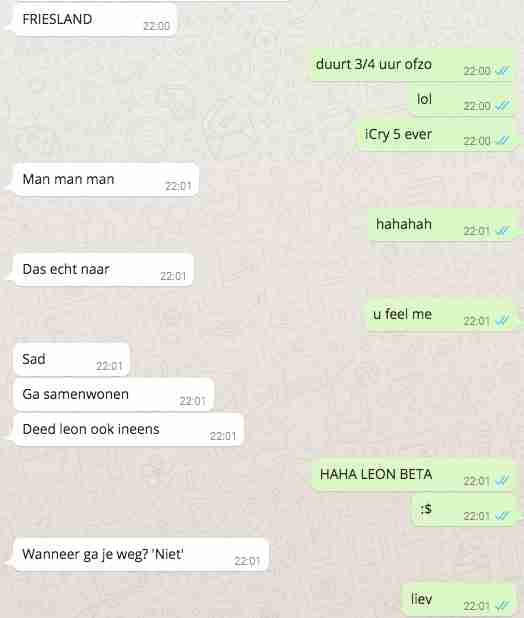 FRIESLAND 22:00
duurt 3/4 uur ofzo 22:00
lol 22:00
iCry 5 ever 22:00
Man man man 22:01
hahahah 22:01
Das echt naar 22:01
u feel me 22:01
Sad 22:01
Ga samenwonen 22:01
Deed leon ook ineens 22:01
HAHA LEON BETA 22:01
:$ 22:01
Wanneer ga je weg? 'Niet' 22:01
liev 22:01